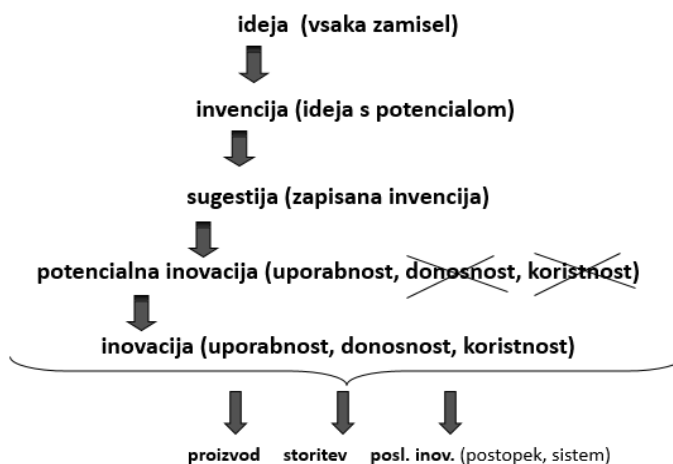 ideja (vsaka zamisel)
invencija (ideja s potencialom)
sugestija (zapisana invencija)
potencialna inovacija (uporabnost, donosnost, koristnost)
inovacija (uporabnost, donosnost, koristnost)
proizvod storitev posl. inov. (postopek, sistem)